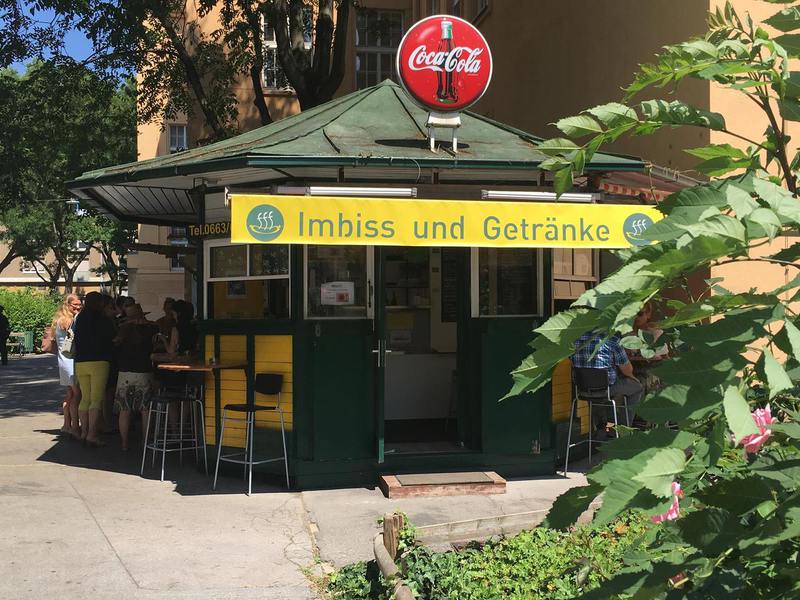 Coca-Cola
Tel.0663/
Imbiss und Getränke